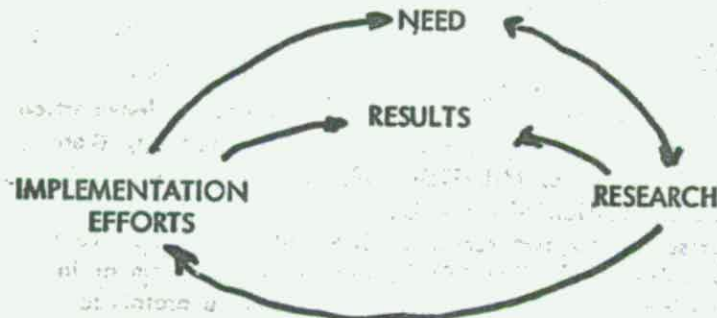 NEED
RESULTS
IMPLEMENTATION
EFFORTS
RESEARCH